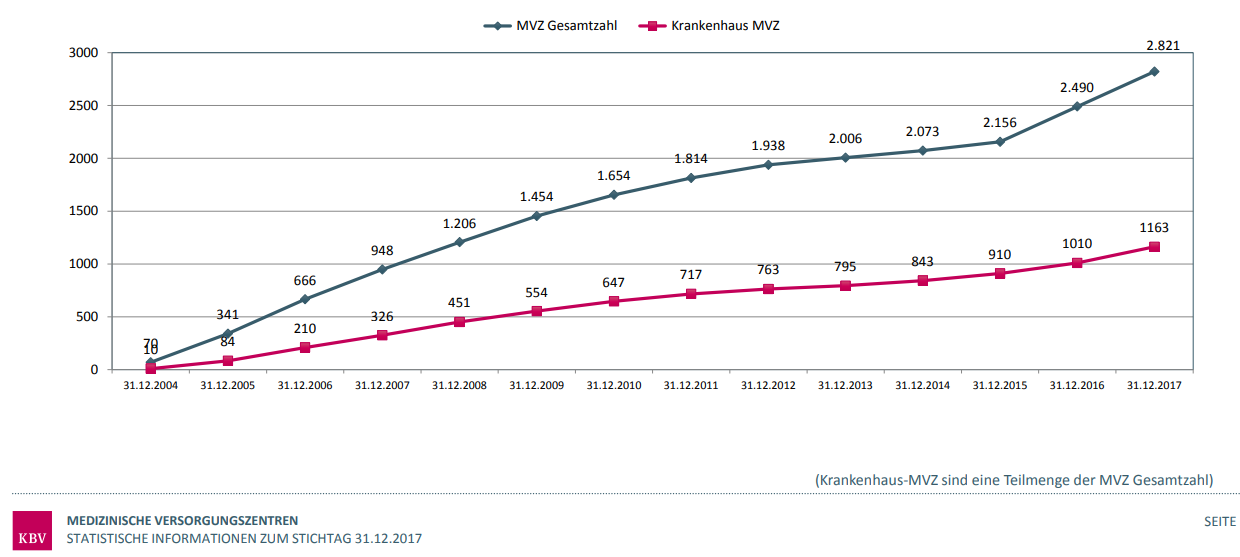 MVZ Gesamtzahl Krankenhaus MVZ
3000
2500
2000
1500
1000
500
0
70 341 666 948 1.206 1.454 1.654 1.814 1.938 2.006 2.073 2.156 2.490 2.821
10 84 210 326 451 554 647 717 763 795 843 910 1010 1163
31.12.2004 31.12.2005 31.12.2006 31.12.2007 31.12.2008 31.12.2009 31.12.2010 31.12.2011 31.12.2012 31.12.2013 31.12.2014 31.12.2015 31.12.2016 31.12.2017
(Krankenhaus-MVZ sind eine Teilmenge der MVZ Gesamtzahl)
KBV
MEDIZINISCHE VERSORGUNGSZENTREN
STATISTISCHE INFORMATIONEN ZUM STICHTAG 31.12.2017
SEITE